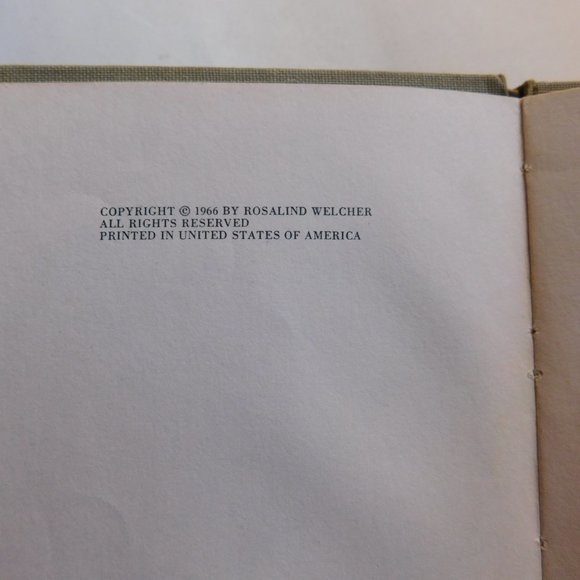 COPYRIGHT © 1966 BY ROSALIND WELCHER
ALL RIGHTS RESERVED
PRINTED IN UNITED STATES OF AMERICA